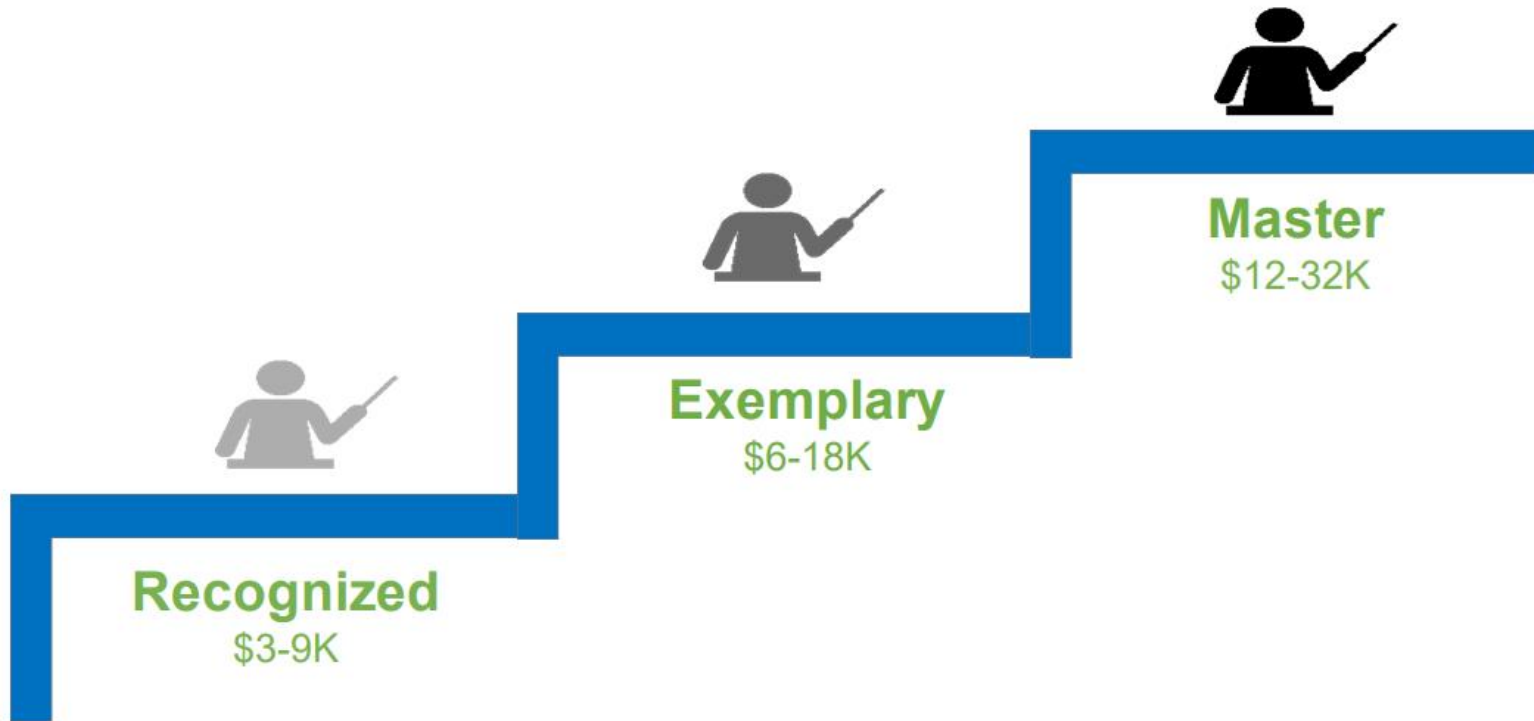 Master
$12-32K
Exemplary
$6-18K
Recognized
$3-9K